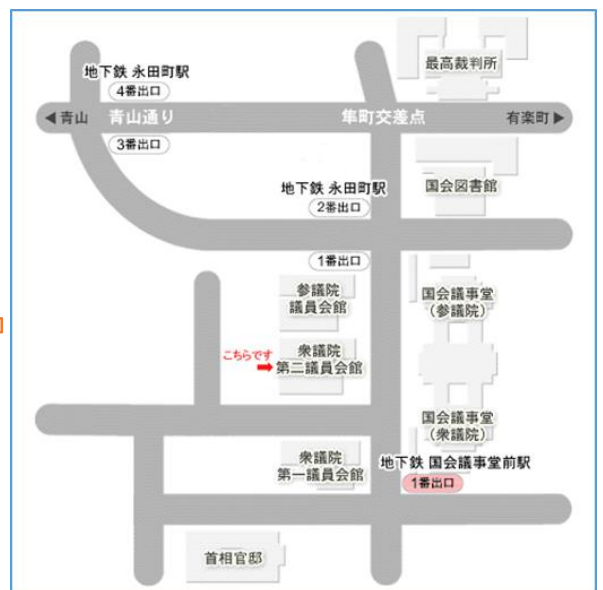 最高裁判所
地下鉄 永田町駅
4番出口
◀青山
青山通り
隼町交差点
有楽町▶
3番出口
地下鉄 永田町駅
2番出口
国会図書館
1番出口
参議院
議員会館
国会議事堂
(参議院)
こちらです
衆議院
第二議員会館
国会議事堂
(衆議院)
衆議院
第一議員会館
地下鉄 国会議事堂前駅
1番出口
首相官邸